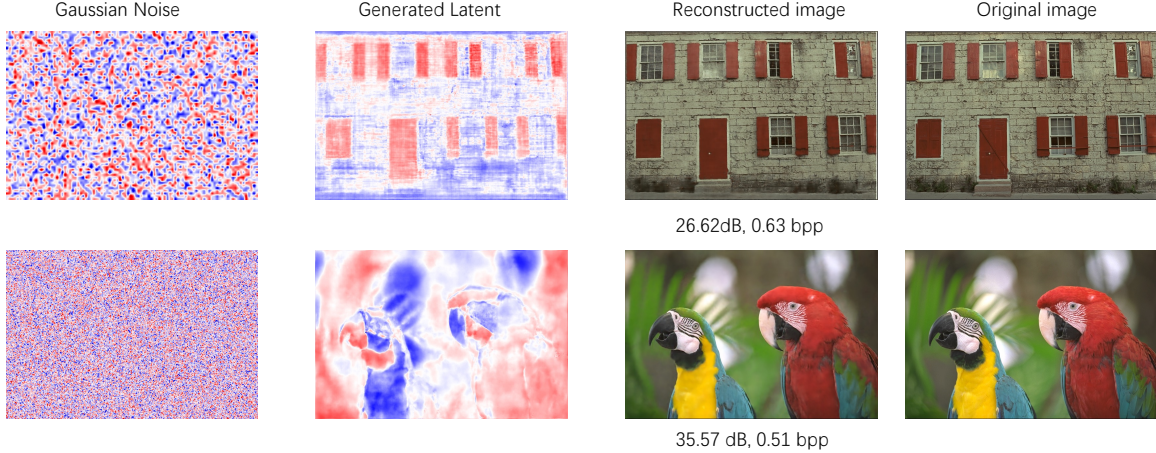 Gaussian Noise
Generated Latent
Reconstructed image
Original image
26.62dB, 0.63 bpp
35.57 dB, 0.51 bpp